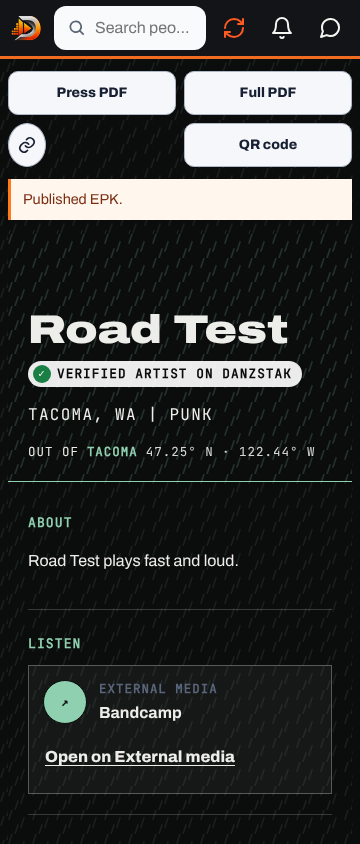 Search peo...
Press PDF
Full PDF
QR code
Published EPK.
Road Test
✓ VERIFIED ARTIST ON DANZSTAK
TACOMA, WA | PUNK
OUT OF TACOMA 47.25° N · 122.44° W
ABOUT
Road Test plays fast and loud.
LISTEN
↗ EXTERNAL MEDIA
Bandcamp
Open on External media